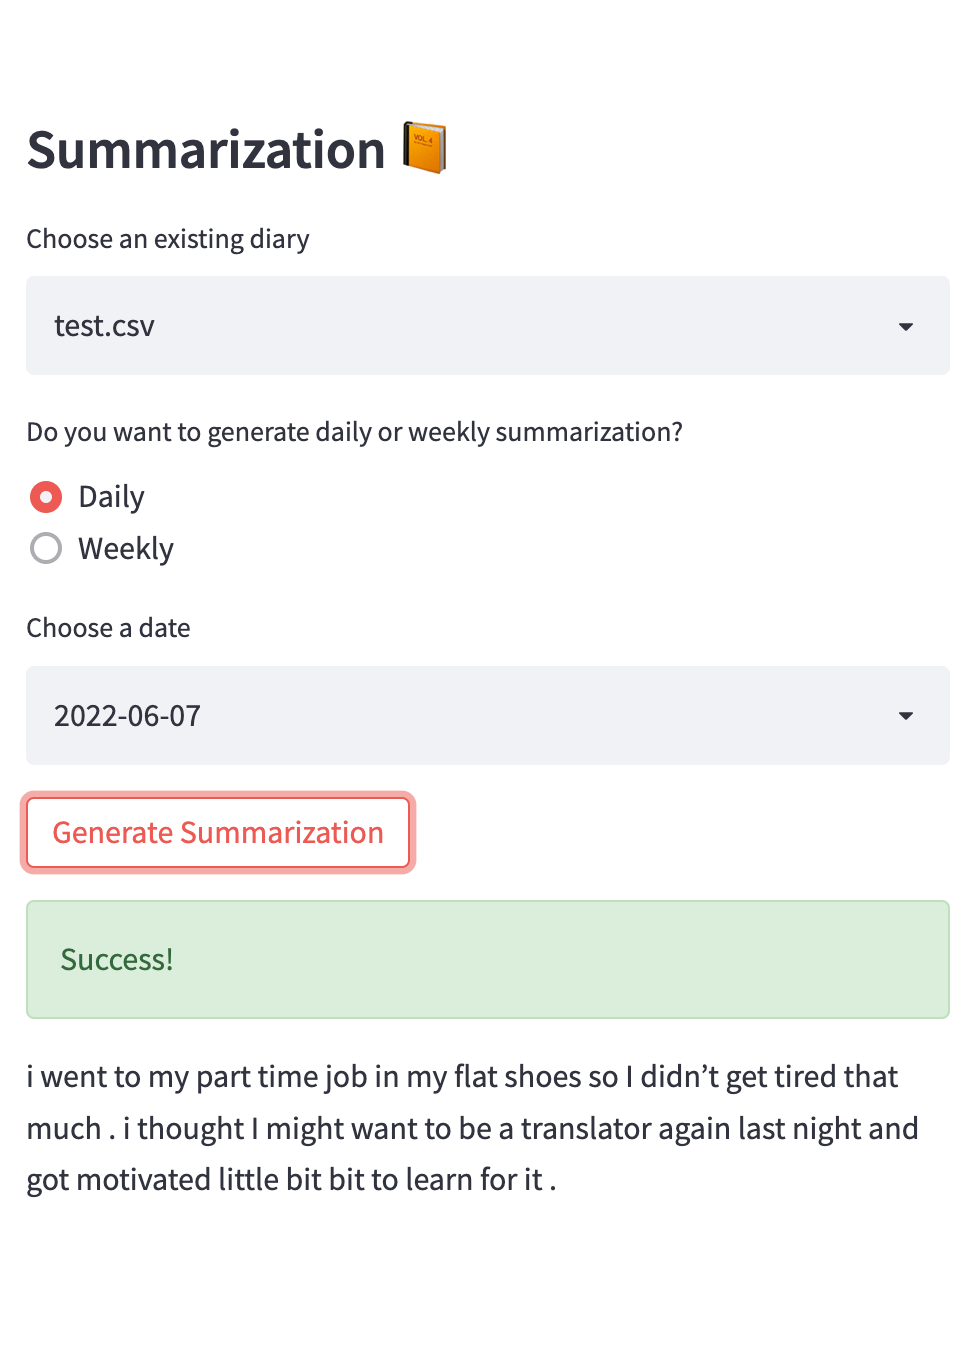 Summarization
VOL. 4
Choose an existing diary
test.csv
Do you want to generate daily or weekly summarization?
Daily
Weekly
Choose a date
2022-06-07
Generate Summarization
Success!
i went to my part time job in my flat shoes so I didn’t get tired that
much . i thought I might want to be a translator again last night and
got motivated little bit bit to learn for it .